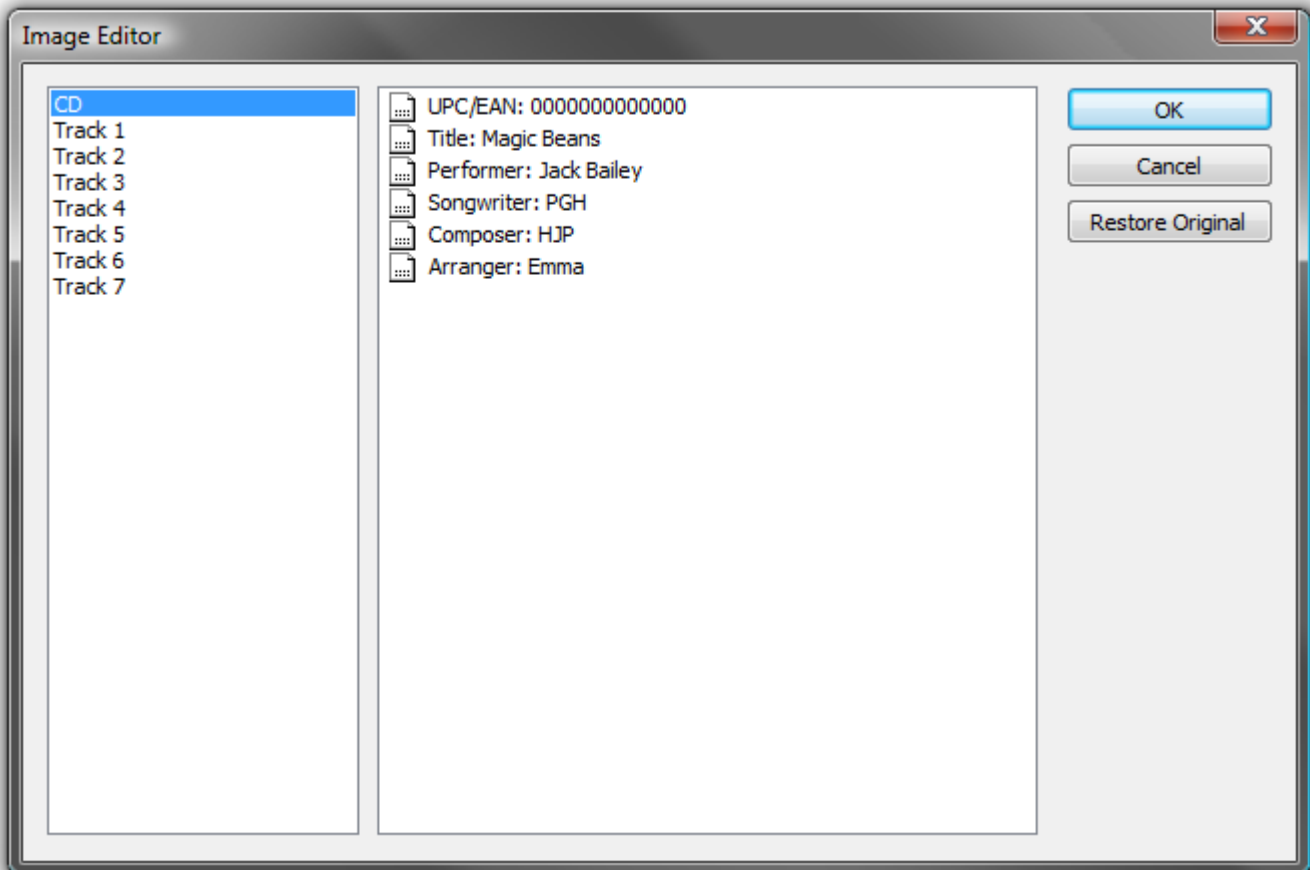 Image Editor
X
CD
Track 1
Track 2
Track 3
Track 4
Track 5
Track 6
Track 7
UPC/EAN: 0000000000000
Title: Magic Beans
Performer: Jack Bailey
Songwriter: PGH
Composer: HJP
Arranger: Emma
OK
Cancel
Restore Original